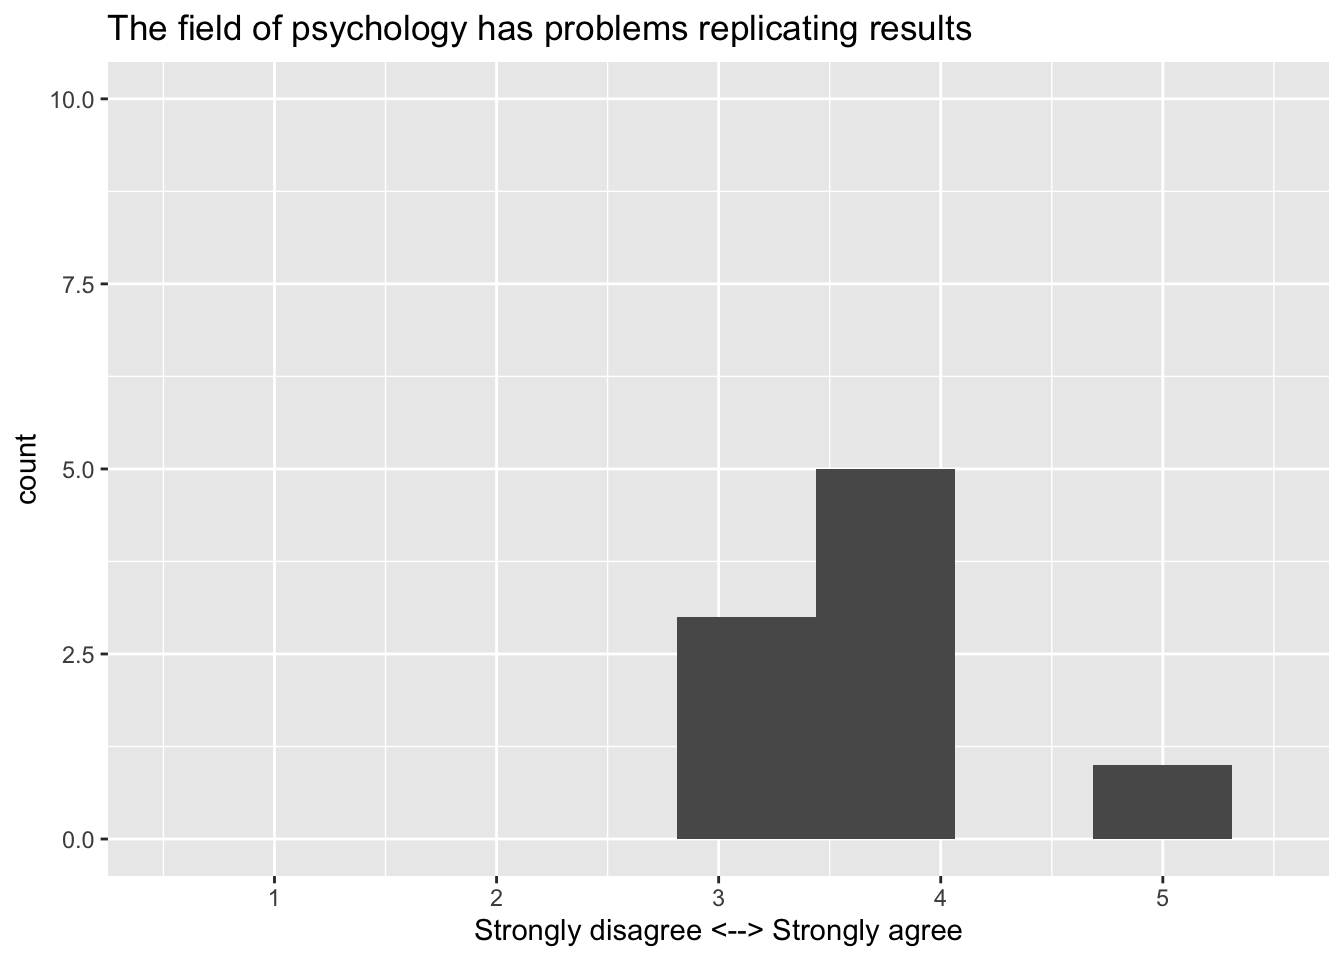 The field of psychology has problems replicating results
10.0
7.5
5.0
2.5
0.0
count
1 2 3 4 5
Strongly disagree <--> Strongly agree